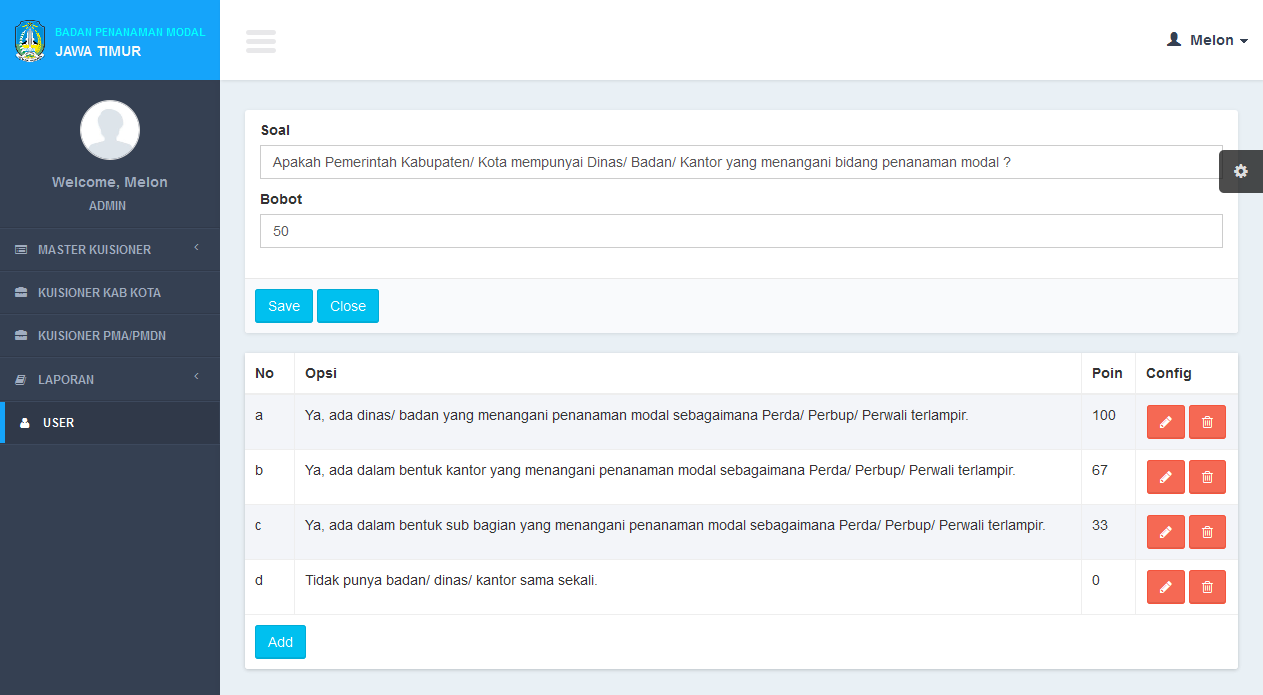 BADAN PENANAMAN MODAL
JAWA TIMUR
Melon
Welcome, Melon
ADMIN
MASTER KUISIONER
KUISIONER KAB KOTA
KUISIONER PMA/PMDN
LAPORAN
USER
Soal
Apakah Pemerintah Kabupaten/ Kota mempunyai Dinas/ Badan/ Kantor yang menangani bidang penanaman modal ?
Bobot
50
Save Close
No Opsi Poin Config
a Ya, ada dinas/ badan yang menangani penanaman modal sebagaimana Perda/ Perbup/ Perwali terlampir. 100
b Ya, ada dalam bentuk kantor yang menangani penanaman modal sebagaimana Perda/ Perbup/ Perwali terlampir. 67
c Ya, ada dalam bentuk sub bagian yang menangani penanaman modal sebagaimana Perda/ Perbup/ Perwali terlampir. 33
d Tidak punya badan/ dinas/ kantor sama sekali. 0
Add